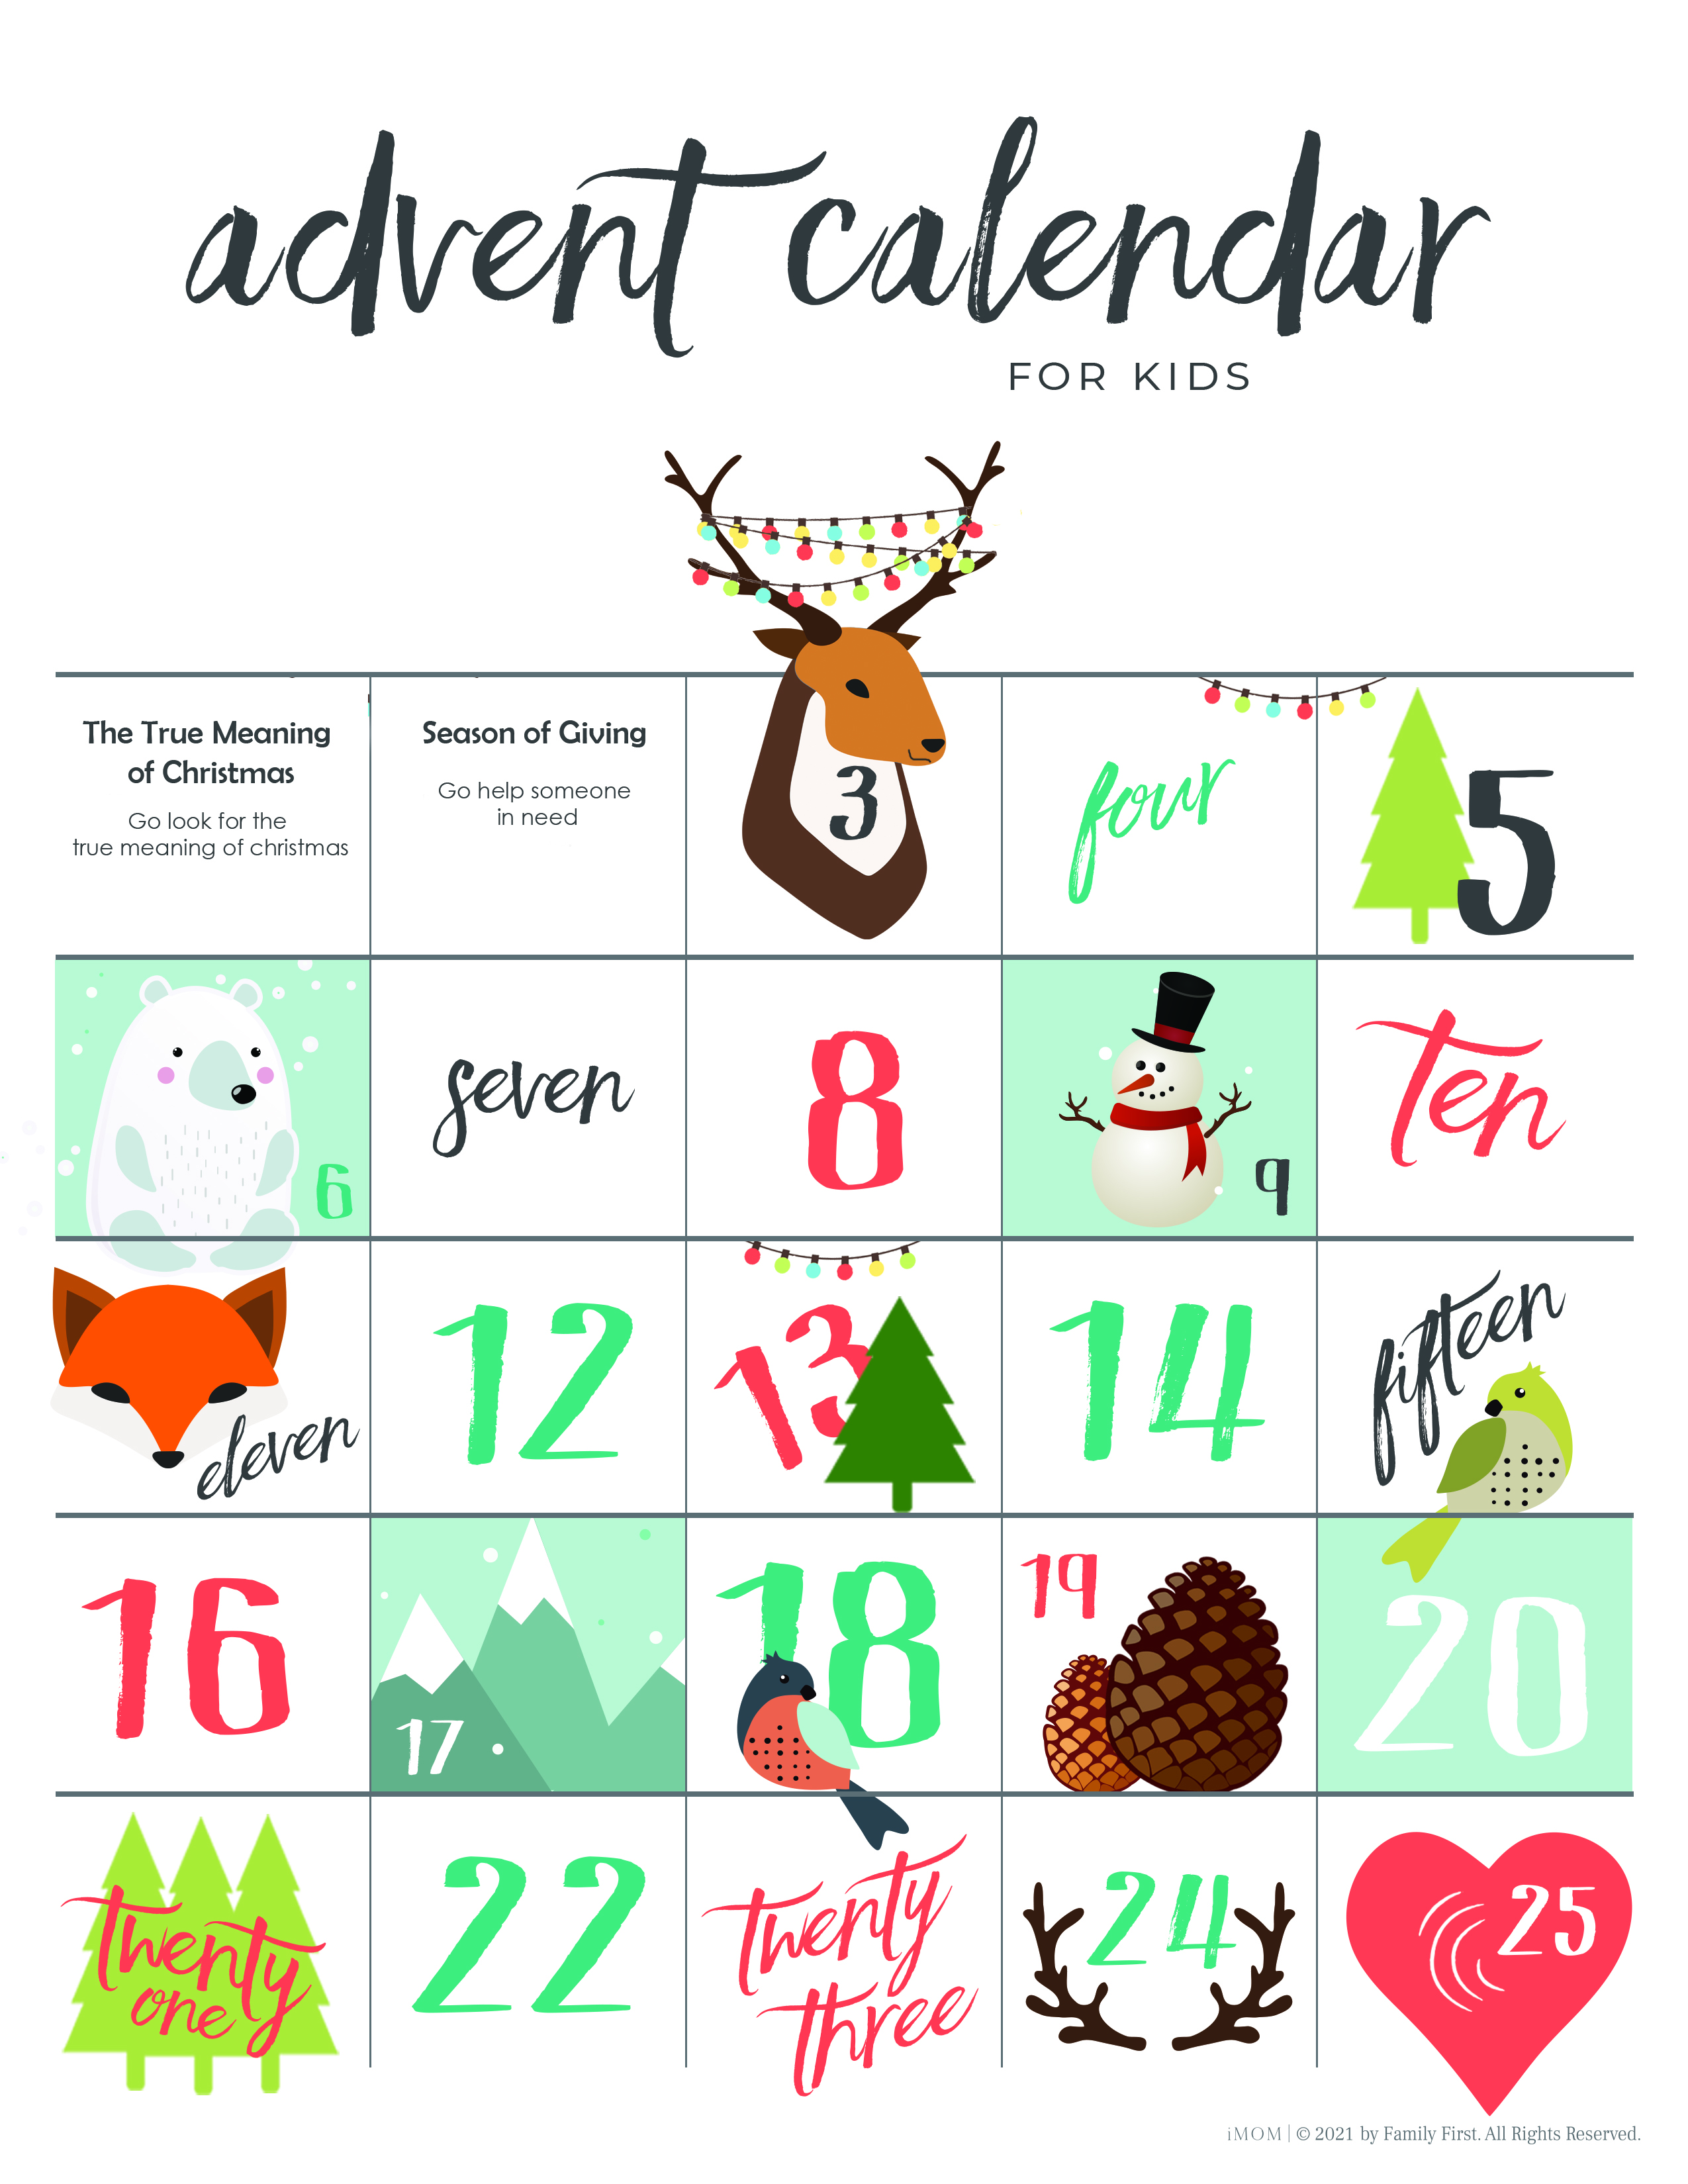 advent calendar
FOR KIDS
The True Meaning
of Christmas
Go look for the
true meaning of christmas
Season of Giving
Go help someone
in need
3
four
5
6
seven
8
9
ten
eleven
12
13
14
fifteen
16
17
18
19
20
twenty
one
22
twenty
three
24
25
iMOM | © 2021 by Family First. All Rights Reserved.